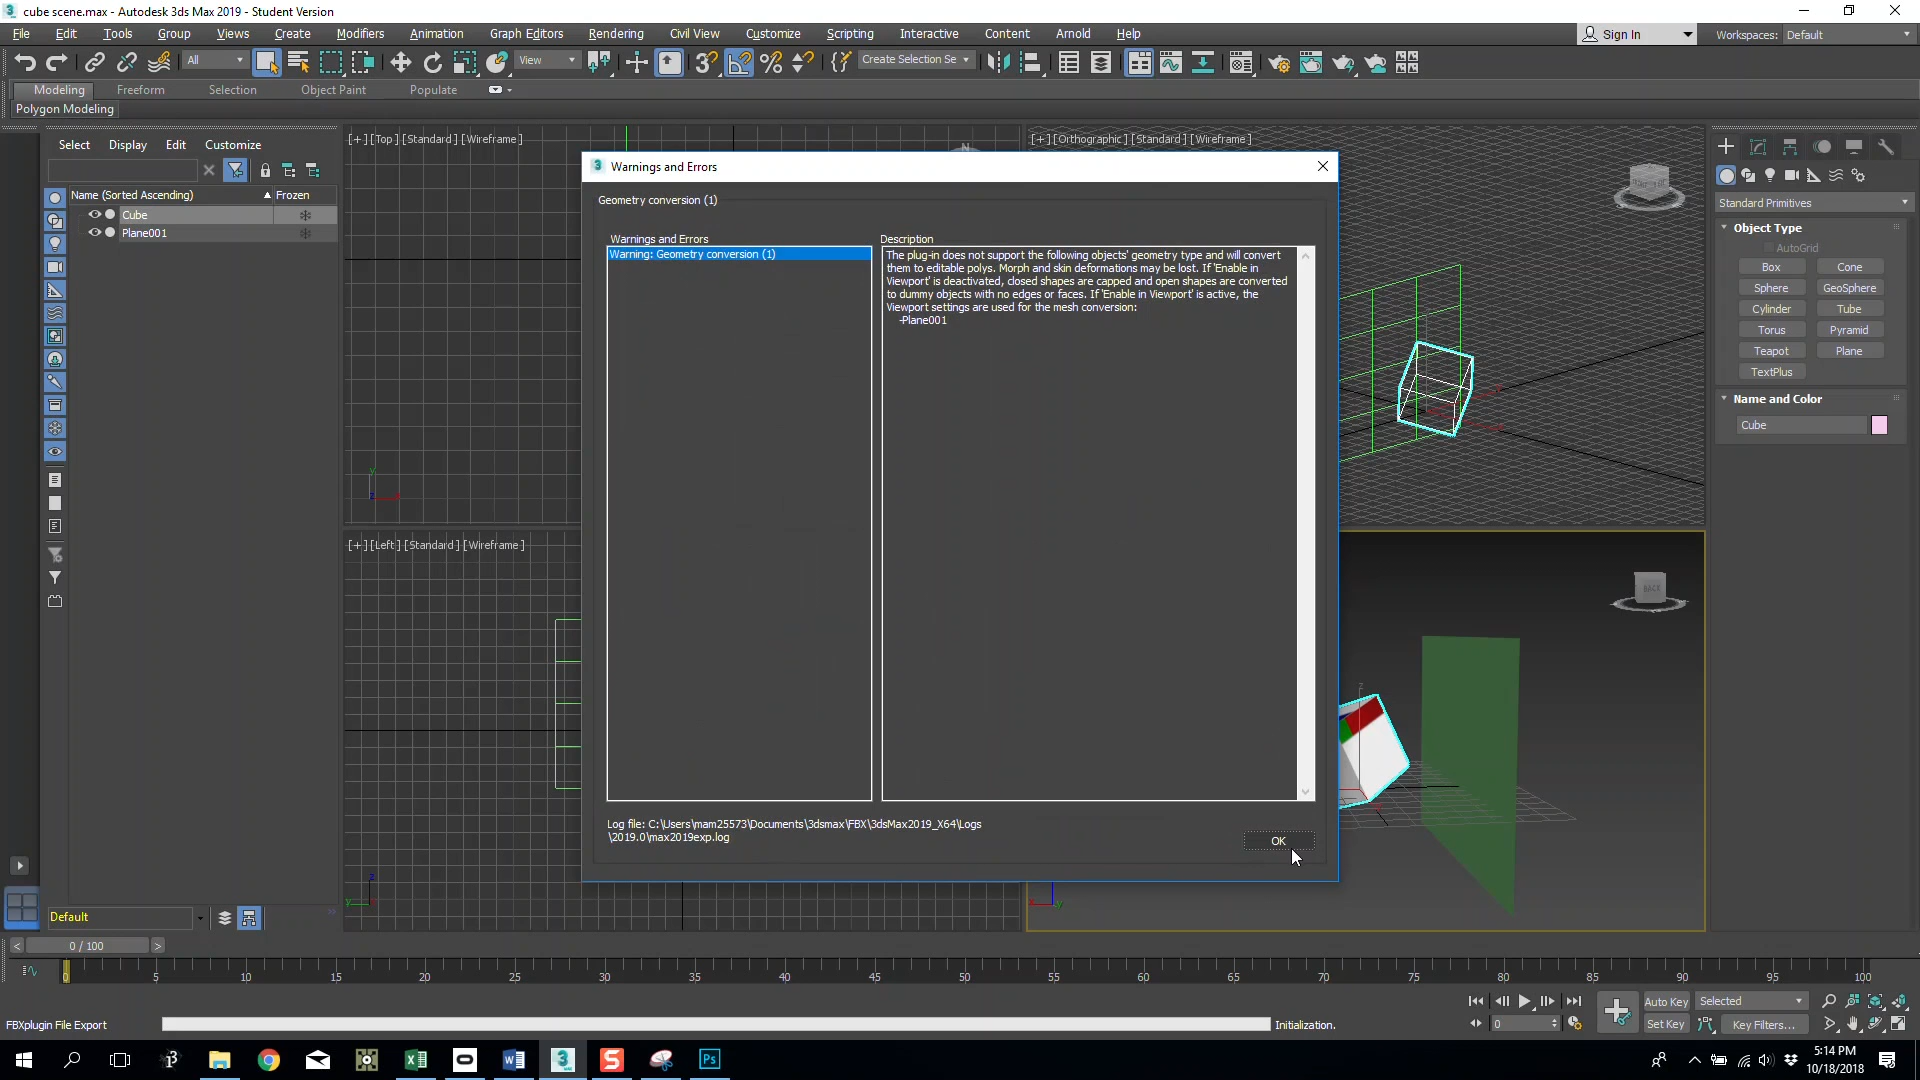 cube scene.max - Autodesk 3ds Max 2019 - Student Version
File Edit Tools Group Views Create Modifiers Animation Graph Editors Rendering Civil View Customize Scripting Interactive Content Arnold Help
Sign In
Workspaces: Default
All
View
Create Selection Se
Modeling Freeform Selection Object Paint Populate
Polygon Modeling
Select Display Edit Customize
Name (Sorted Ascending) Frozen
Cube
Plane001
[+] [Top] [Standard] [Wireframe]
[+] [Orthographic] [Standard] [Wireframe]
N
[+] [Left] [Standard] [Wireframe]
BACK
Warnings and Errors
Geometry conversion (1)
Warnings and Errors
Description
Warning: Geometry conversion (1)
The plug-in does not support the following objects' geometry type and will convert
them to editable polys. Morph and skin deformations may be lost. If 'Enable in
Viewport' is deactivated, closed shapes are capped and open shapes are converted
to dummy objects with no edges or faces. If 'Enable in Viewport' is active, the
Viewport settings are used for the mesh conversion:
-Plane001
Log file: C:\Users\mam25573\Documents\3dsmax\FBX\3dsMax2019_X64\Logs
\2019.0\max2019exp.log
OK
Standard Primitives
Object Type
AutoGrid
Box Cone
Sphere GeoSphere
Cylinder Tube
Torus Pyramid
Teapot Plane
TextPlus
Name and Color
Cube
Default
0 / 100
0 5 10 15 20 25 30 35 40 45 50 55 60 65 70 75 80 85 90 95 100
Auto Key Selected
Set Key Key Filters...
0
FBXplugin File Export
Initialization.
5:14 PM
10/18/2018